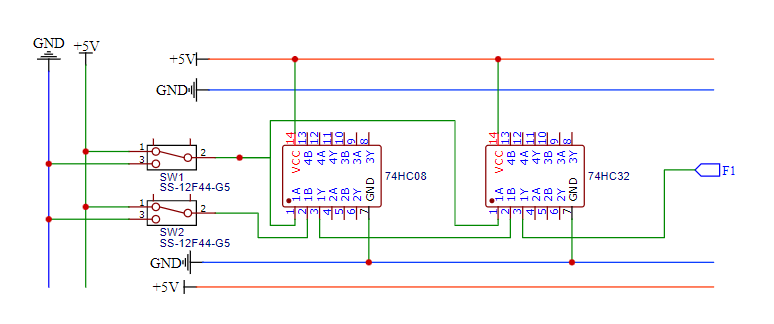 GND
+5V
+5V
GND
14 13 12 11 10 9 8
VCC 4B 4A 4Y 3B 3A 3Y
1A 1B 1Y 2A 2B 2Y GND
1 2 3 4 5 6 7
74HC08
14 13 12 11 10 9 8
VCC 4B 4A 4Y 3B 3A 3Y
1A 1B 1Y 2A 2B 2Y GND
1 2 3 4 5 6 7
74HC32
F1
1
3
2
SW1
SS-12F44-G5
1
3
2
SW2
SS-12F44-G5
GND
+5V